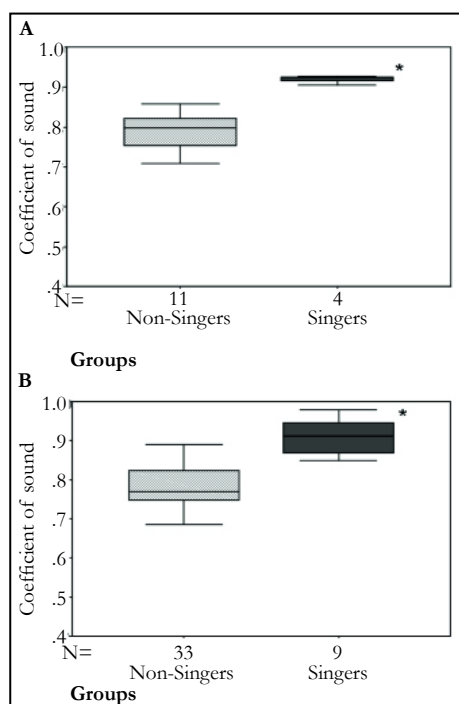 A
Coefficient of sound
1.0
.9
.8
.7
.6
.5
.4
N= 11 4
Non-Singers Singers
*
Groups
B
Coefficient of sound
1.0
.9
.8
.7
.6
.5
.4
N= 33 9
Non-Singers Singers
*
Groups